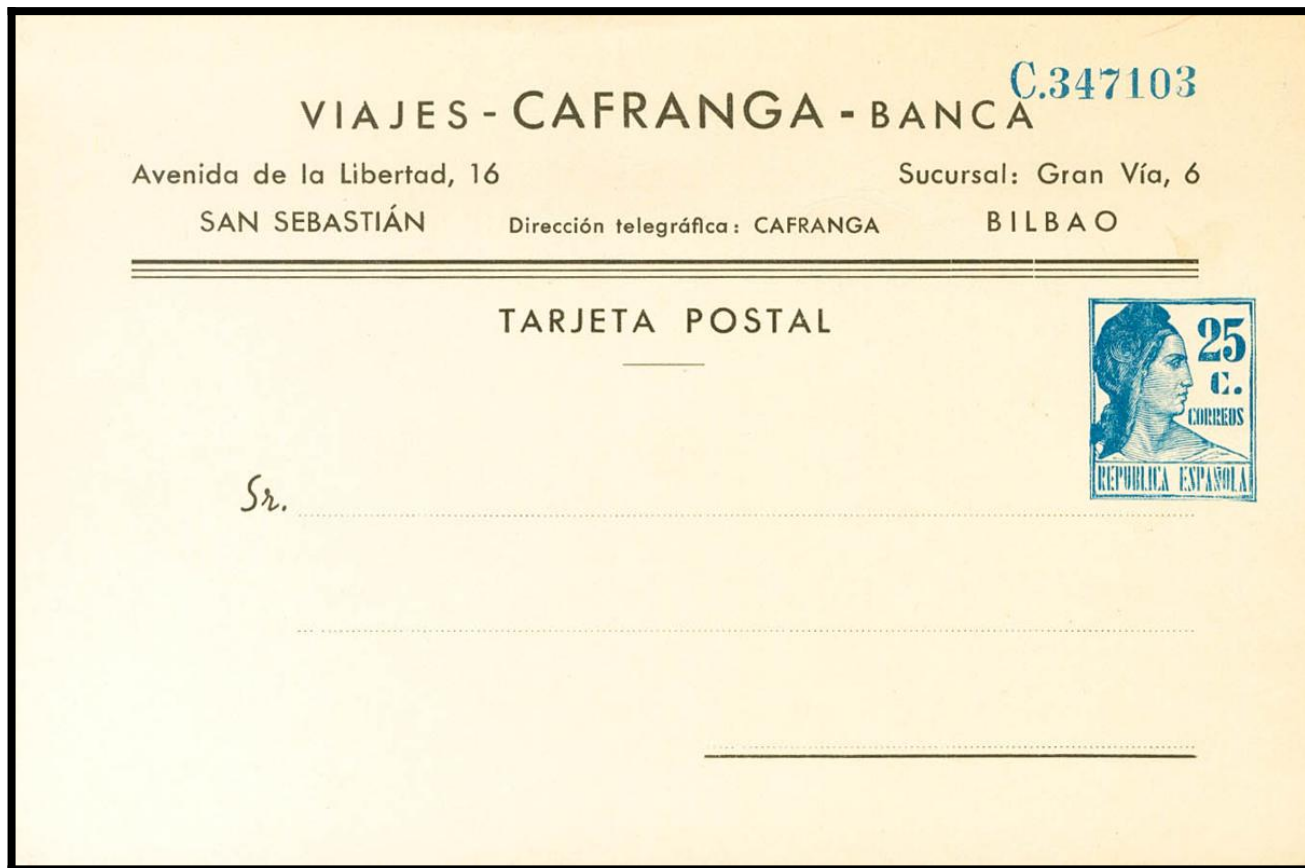 C.347103
VIAJES - CAFRANGA - BANCA
Avenida de la Libertad, 16 Sucursal: Gran Vía, 6
SAN SEBASTIÁN Dirección telegráfica: CAFRANGA BILBAO
TARJETA POSTAL
25
C.
CORREOS
REPUBLICA ESPAÑOLA
Sr.